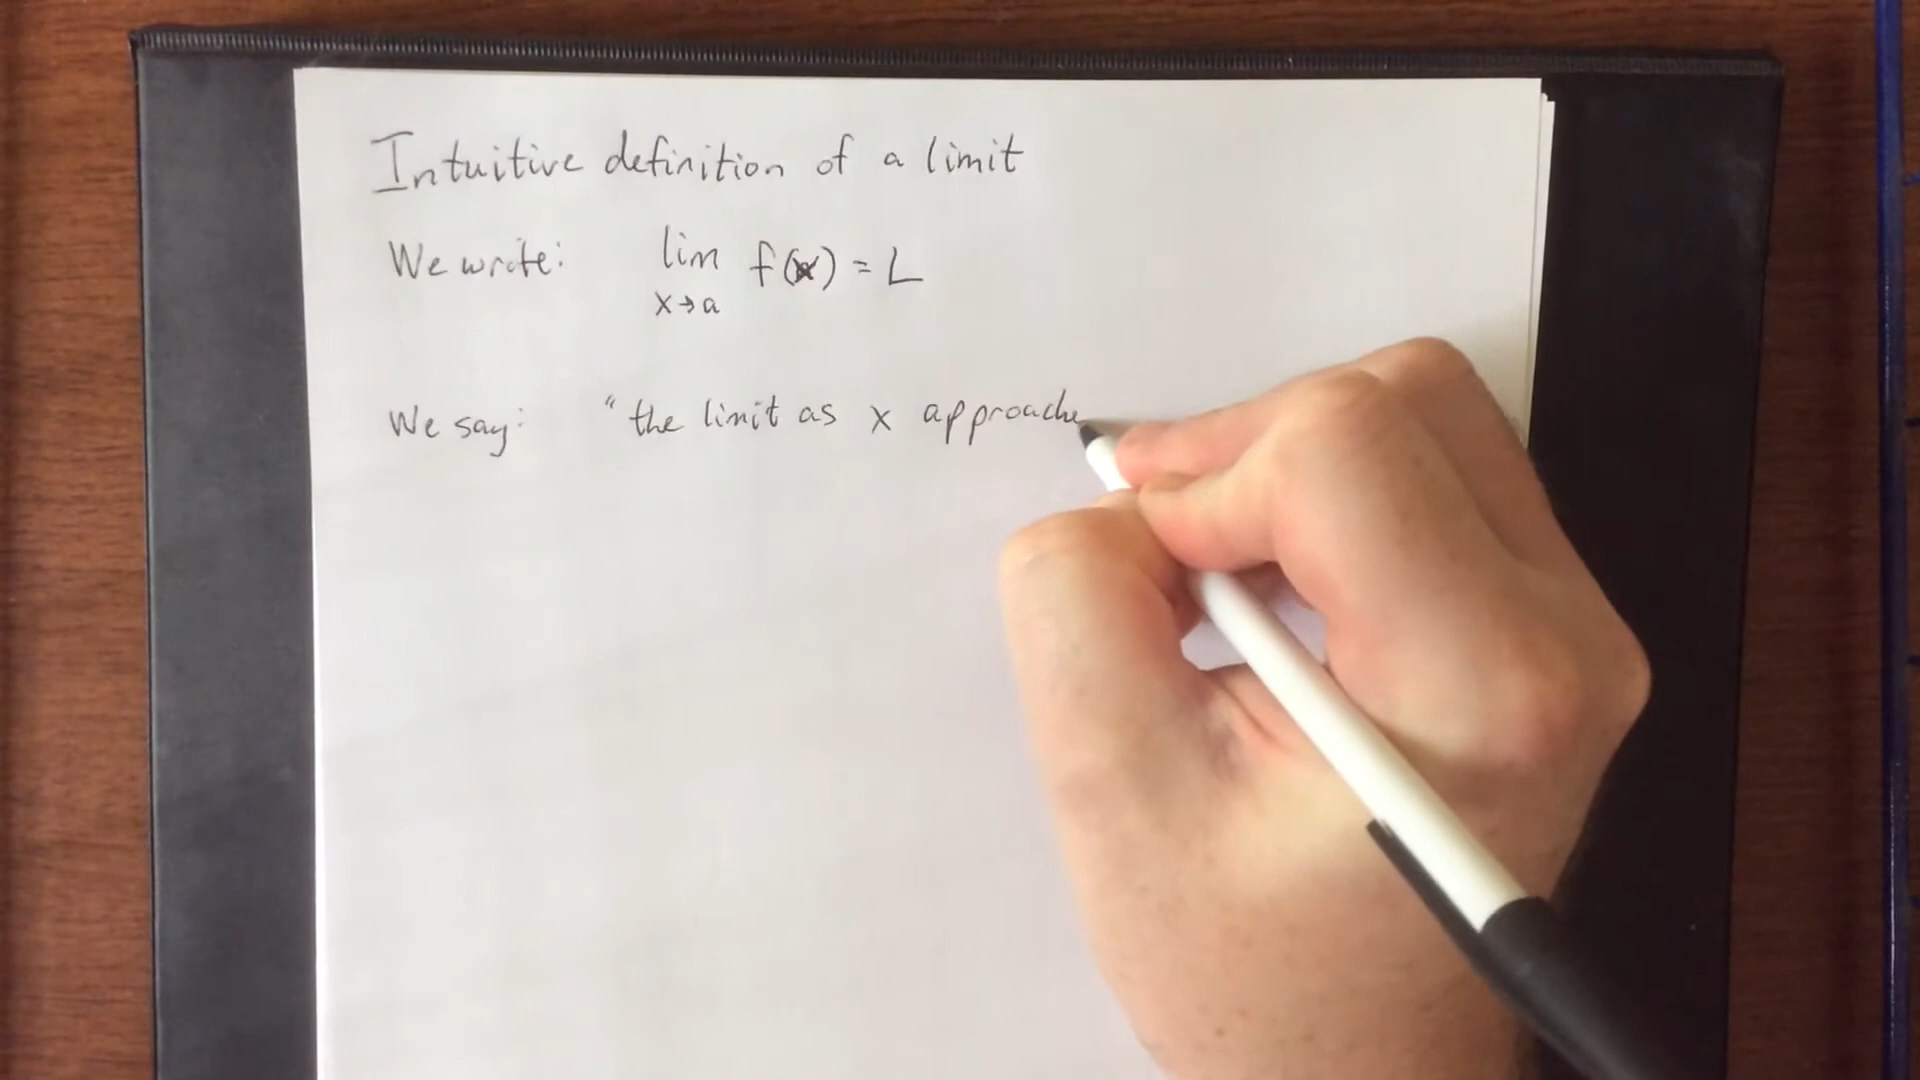 Intuitive definition of a limit
We write: lim f(x) = L
x→a
We say: "the limit as x approache